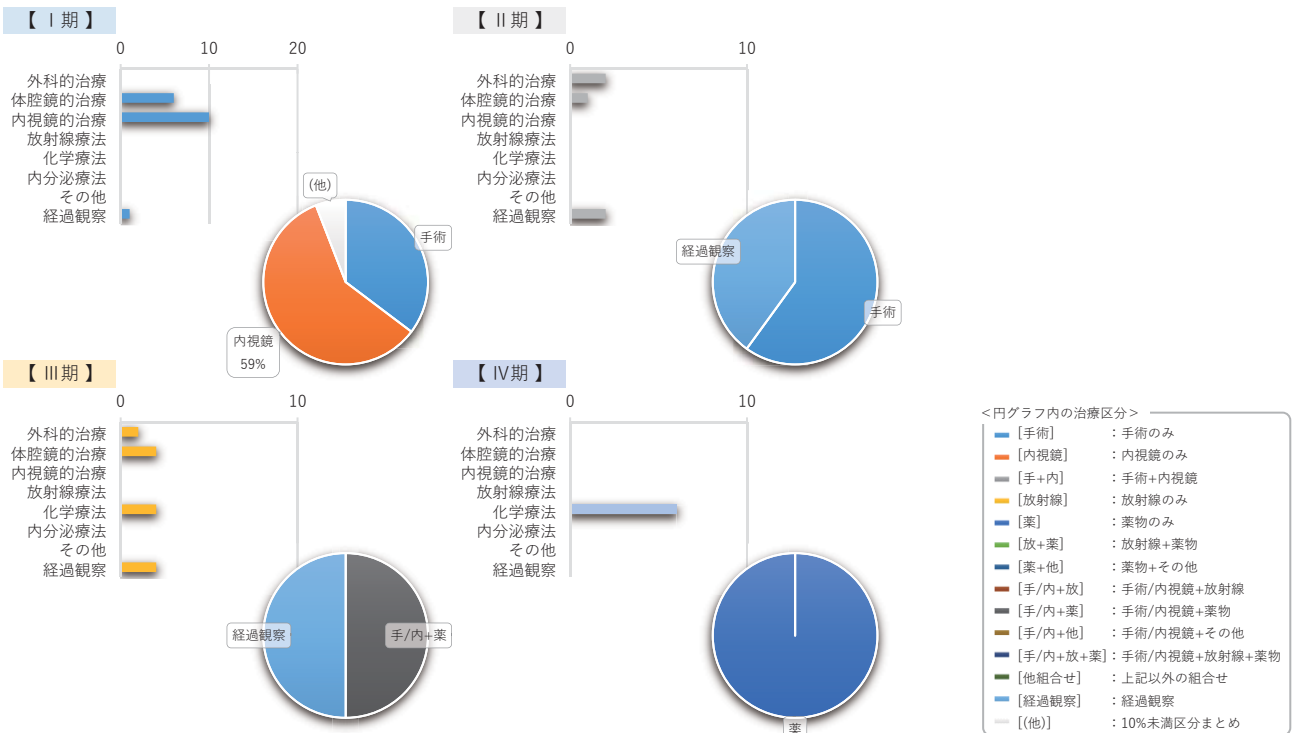 【 Ⅰ期 】
0 10 20
外科的治療
体腔鏡的治療
内視鏡的治療
放射線療法
化学療法
内分泌療法
その他
経過観察
(他)
手術
内視鏡
59%
【 Ⅱ期 】
0 10
外科的治療
体腔鏡的治療
内視鏡的治療
放射線療法
化学療法
内分泌療法
その他
経過観察
経過観察
手術
【 Ⅲ期 】
0 10
外科的治療
体腔鏡的治療
内視鏡的治療
放射線療法
化学療法
内分泌療法
その他
経過観察
経過観察
手/内+薬
【 Ⅳ期 】
0 10
外科的治療
体腔鏡的治療
内視鏡的治療
放射線療法
化学療法
内分泌療法
その他
経過観察
薬
＜円グラフ内の治療区分＞
[手術] ：手術のみ
[内視鏡] ：内視鏡のみ
[手+内] ：手術+内視鏡
[放射線] ：放射線のみ
[薬] ：薬物のみ
[放+薬] ：放射線+薬物
[薬+他] ：薬物+その他
[手/内+放] ：手術/内視鏡+放射線
[手/内+薬] ：手術/内視鏡+薬物
[手/内+他] ：手術/内視鏡+その他
[手/内+放+薬]：手術/内視鏡+放射線+薬物
[他組合せ] ：上記以外の組合せ
[経過観察] ：経過観察
[(他)] ：10%未満区分まとめ